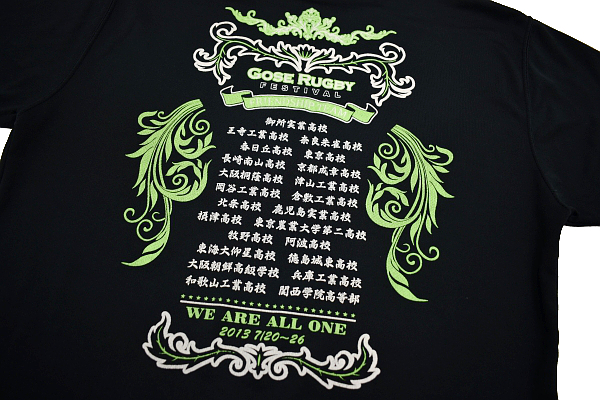 GOSE RUGBY
FESTIVAL
FRIENDSHIP TEAM
御所実業高校
王寺工業高校 奈良朱雀高校
春日丘高校 東京高校
長崎南山高校 京都成章高校
大阪桐蔭高校 津山工業高校
岡谷工業高校 倉敷工業高校
北条高校 鹿児島実業高校
摂津高校 東京農業大学第二高校
牧野高校 阿波高校
東海大仰星高校 徳島城東高校
大阪朝鮮高級学校 兵庫工業高校
和歌山工業高校 関西学院高等部
WE ARE ALL ONE
2013 7/20~26